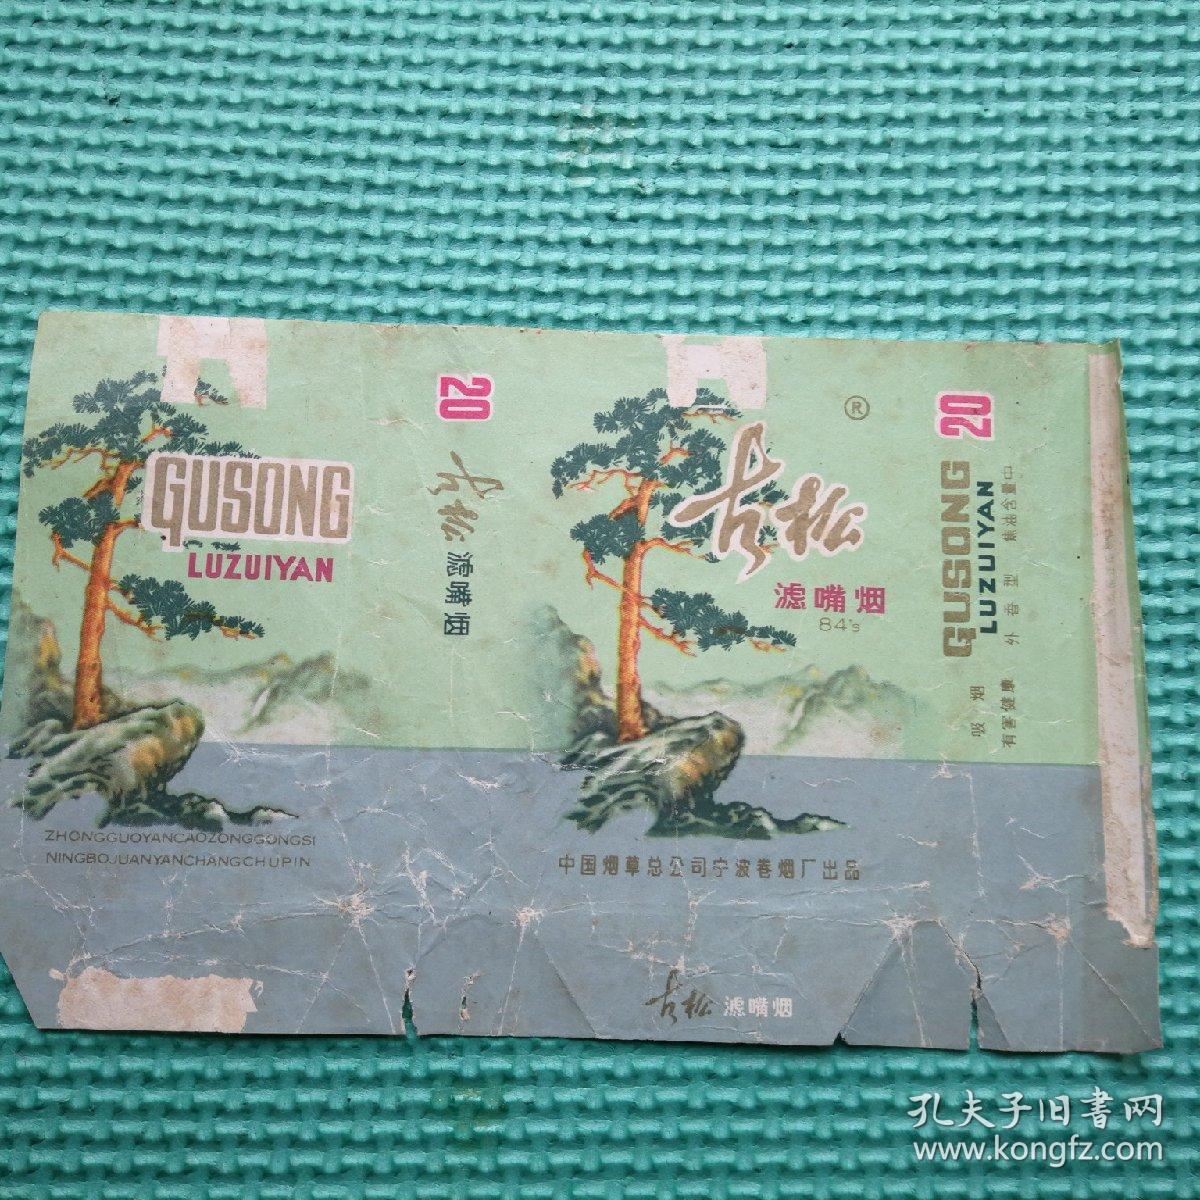 GUSONG
LUZUIYAN
ZHONGGUOYANCAOZONGGONGSI
NINGBOJUANYANCHANGCHUPIN
20
古松
滤嘴烟
®
古松
滤嘴烟
84's
中国烟草总公司宁波卷烟厂出品
古松 滤嘴烟
20
GUSONG
LUZUIYAN
吸烟
有害健康
外香型 焦油含量中
孔夫子旧书网
www.kongfz.com